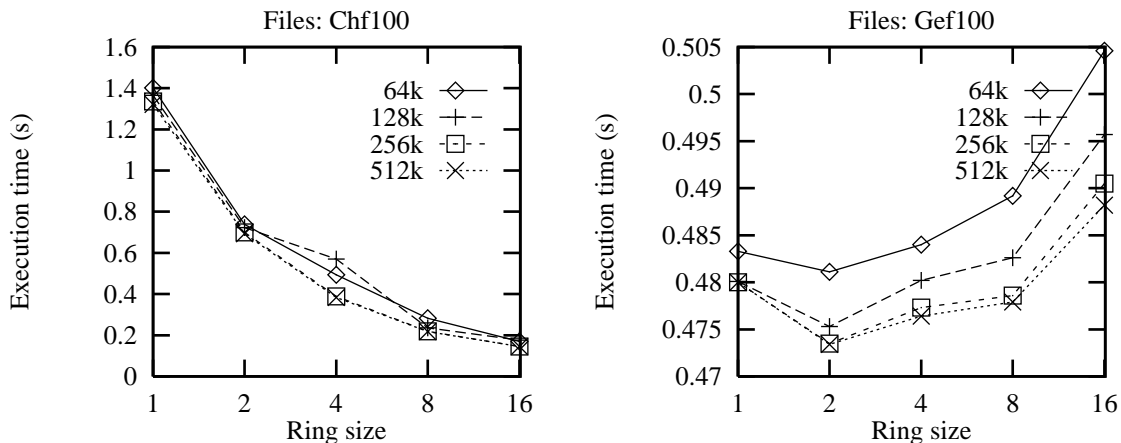 Files: Chf100
1.6
1.4
1.2
1
0.8
0.6
0.4
0.2
0
Execution time (s)
64k
128k
256k
512k
1 2 4 8 16
Ring size
Files: Gef100
0.505
0.5
0.495
0.49
0.485
0.48
0.475
0.47
Execution time (s)
64k
128k
256k
512k
1 2 4 8 16
Ring size